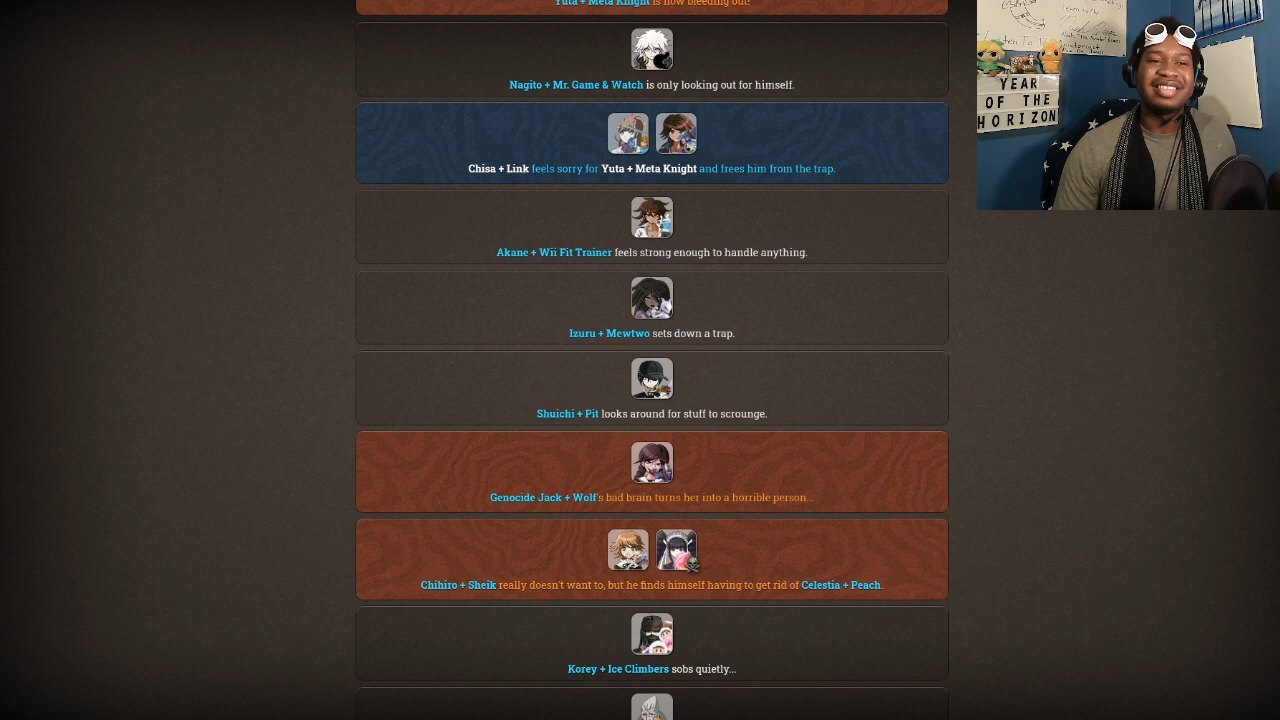 Yuta + Meta Knight is now bleeding out!
Nagito + Mr. Game & Watch is only looking out for himself.
Chisa + Link feels sorry for Yuta + Meta Knight and frees him from the trap.
Akane + Wii Fit Trainer feels strong enough to handle anything.
Izuru + Mewtwo sets down a trap.
Shuichi + Pit looks around for stuff to scrounge.
Genocide Jack + Wolf's bad brain turns her into a horrible person...
Chihiro + Sheik really doesn't want to, but he finds himself having to get rid of Celestia + Peach.
Korey + Ice Climbers sobs quietly...
YEAR
OF THE
HORIZON